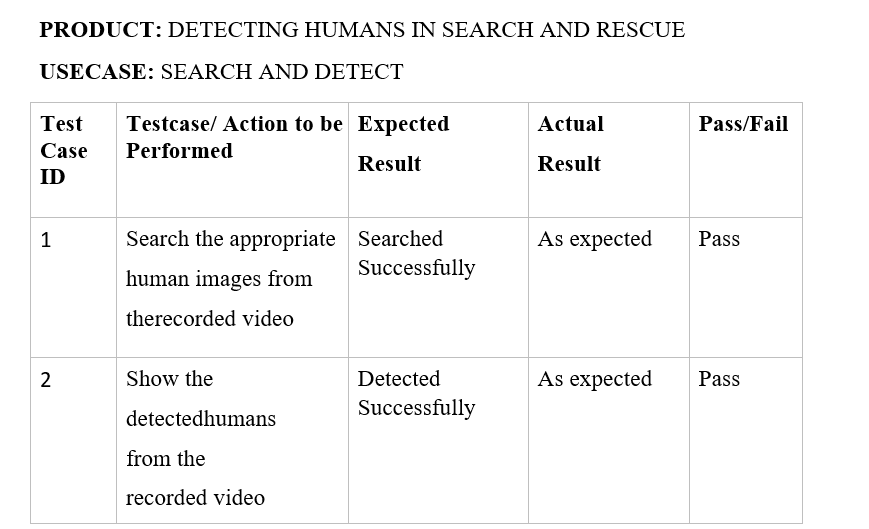 PRODUCT: DETECTING HUMANS IN SEARCH AND RESCUE
USECASE: SEARCH AND DETECT
Test
Case
ID
Testcase/ Action to be
Performed
Expected
Result
Actual
Result
Pass/Fail
1
Search the appropriate
human images from
therecorded video
Searched
Successfully
As expected
Pass
2
Show the
detectedhumans
from the
recorded video
Detected
Successfully
As expected
Pass